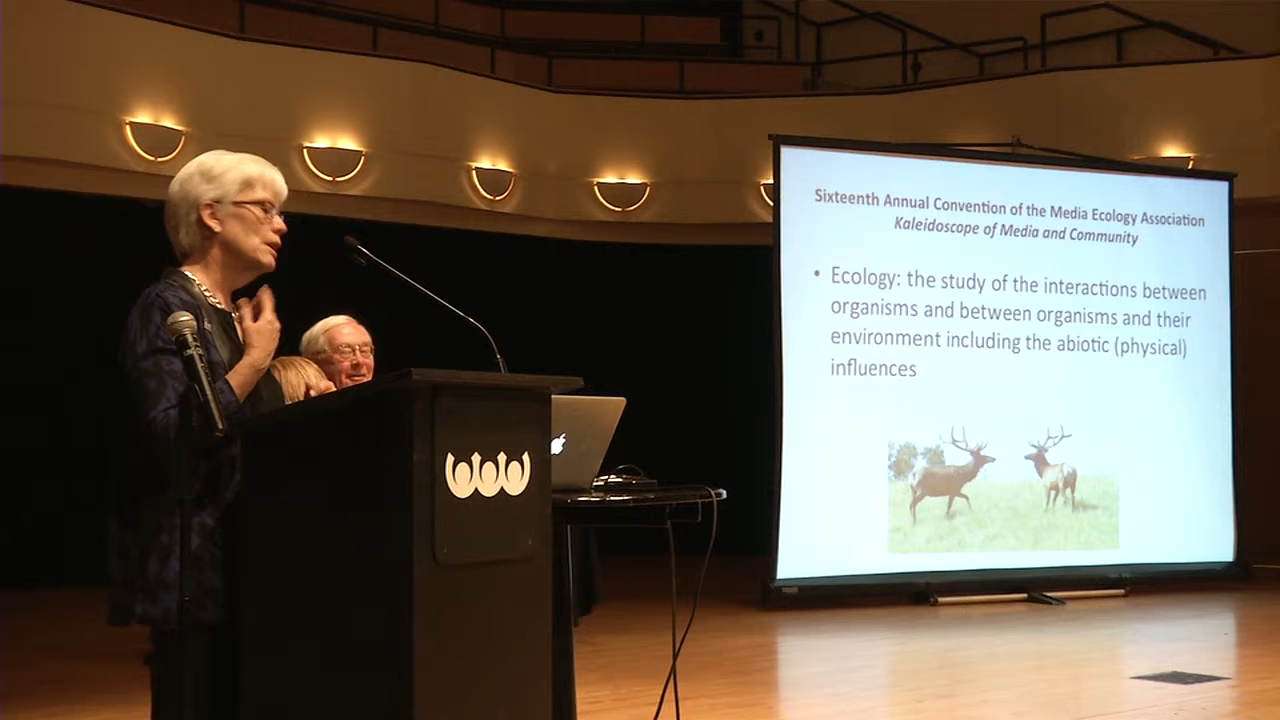 Sixteenth Annual Convention of the Media Ecology Association
Kaleidoscope of Media and Community
• Ecology: the study of the interactions between
organisms and between organisms and their
environment including the abiotic (physical)
influences